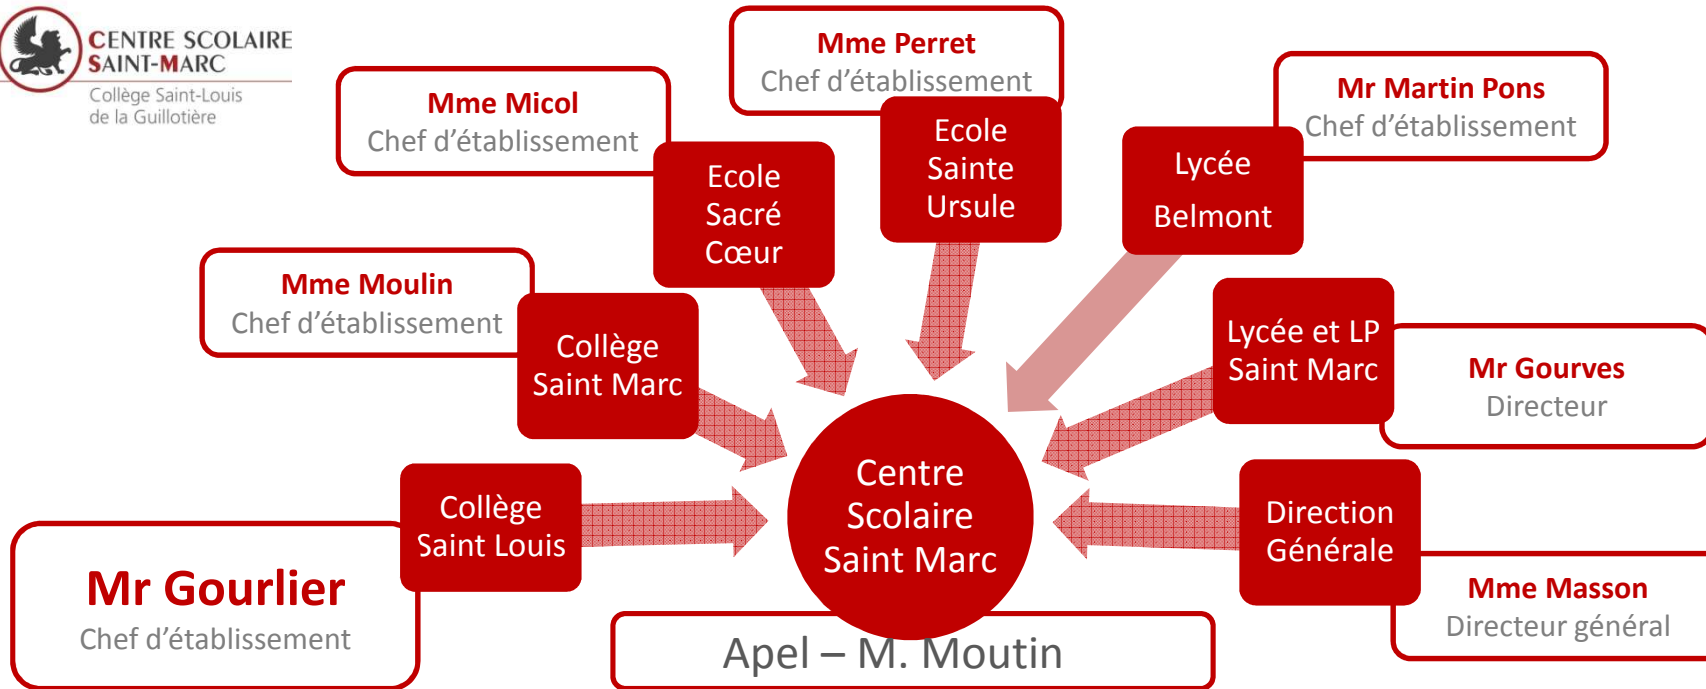 CENTRE SCOLAIRE
SAINT-MARC
Collège Saint-Louis
de la Guillotière
Mme Perret
Chef d’établissement
Ecole
Sainte
Ursule
Mme Micol
Chef d’établissement
Ecole
Sacré
Cœur
Mr Martin Pons
Chef d’établissement
Lycée
Belmont
Mme Moulin
Chef d’établissement
Collège
Saint Marc
Lycée et LP
Saint Marc
Mr Gourves
Directeur
Collège
Saint Louis
Mr Gourlier
Chef d’établissement
Centre
Scolaire
Saint Marc
Direction
Générale
Mme Masson
Directeur général
Apel – M. Moutin